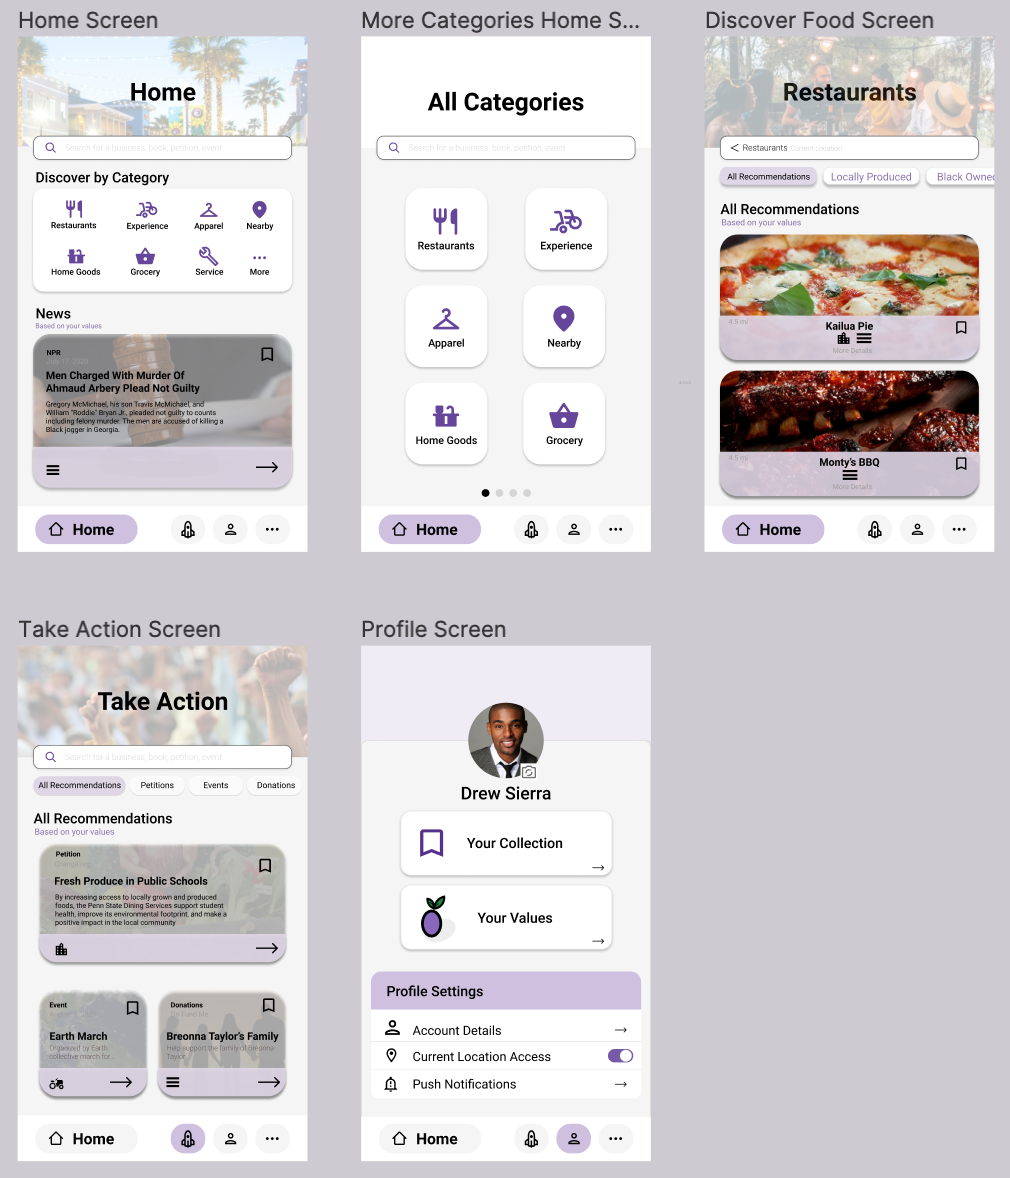 Home Screen
Home
Search for a business, book, petition, event
Discover by Category
Restaurants
Experience
Apparel
Nearby
Home Goods
Grocery
Service
More
News
Based on your values
NPR
July 17, 2020
Men Charged With Murder Of
Ahmaud Arbery Plead Not Guilty
Gregory McMichael, his son Travis McMichael, and
William "Roddie" Bryan Jr., pleaded not guilty to counts
including felony murder. The men are accused of killing a
Black jogger in Georgia.
Home
More Categories Home S...
All Categories
Search for a business, book, petition, event
Restaurants
Experience
Apparel
Nearby
Home Goods
Grocery
Home
Discover Food Screen
Restaurants
< Restaurants Current Location
All Recommendations
Locally Produced
Black Owned
All Recommendations
Based on your values
4.5 mi
Kailua Pie
More Details
4.5 mi
Monty's BBQ
More Details
Home
Take Action Screen
Take Action
Search for a business, book, petition, event
All Recommendations
Petitions
Events
Donations
All Recommendations
Based on your values
Petition
Fresh Produce in Public Schools
By increasing access to locally grown and produced
foods, the Penn State Dining Services support student
health, improve its environmental footprint, and make a
positive impact in the local community
Event
Earth March
Organized by Earth
collective march for...
Donations
Go Fund Me
Breonna Taylor's Family
Help support the family of Breonna
Taylor
Home
Profile Screen
Drew Sierra
Your Collection
Your Values
Profile Settings
Account Details
Current Location Access
Push Notifications
Home